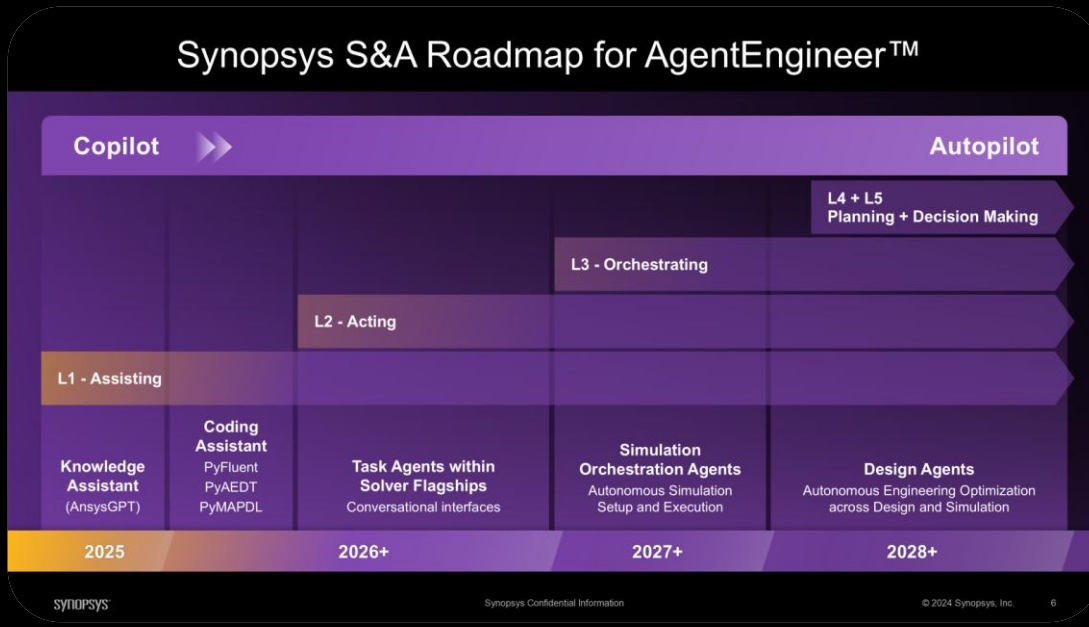 Synopsys S&A Roadmap for AgentEngineer™
Copilot
Autopilot
L4 + L5
Planning + Decision Making
L3 - Orchestrating
L2 - Acting
L1 - Assisting
Knowledge
Assistant
(AnsysGPT)
Coding
Assistant
PyFluent
PyAEDT
PyMAPDL
Task Agents within
Solver Flagships
Conversational interfaces
Simulation
Orchestration Agents
Autonomous Simulation
Setup and Execution
Design Agents
Autonomous Engineering Optimization
across Design and Simulation
2025
2026+
2027+
2028+
SYNOPSYS
Synopsys Confidential Information
© 2024 Synopsys, Inc.
6